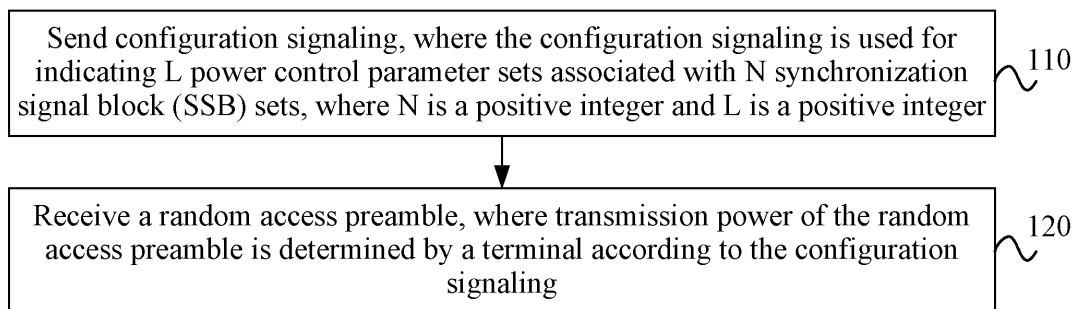 Send configuration signaling, where the configuration signaling is used for
indicating L power control parameter sets associated with N synchronization
signal block (SSB) sets, where N is a positive integer and L is a positive integer
110
Receive a random access preamble, where transmission power of the random
access preamble is determined by a terminal according to the configuration
signaling
120